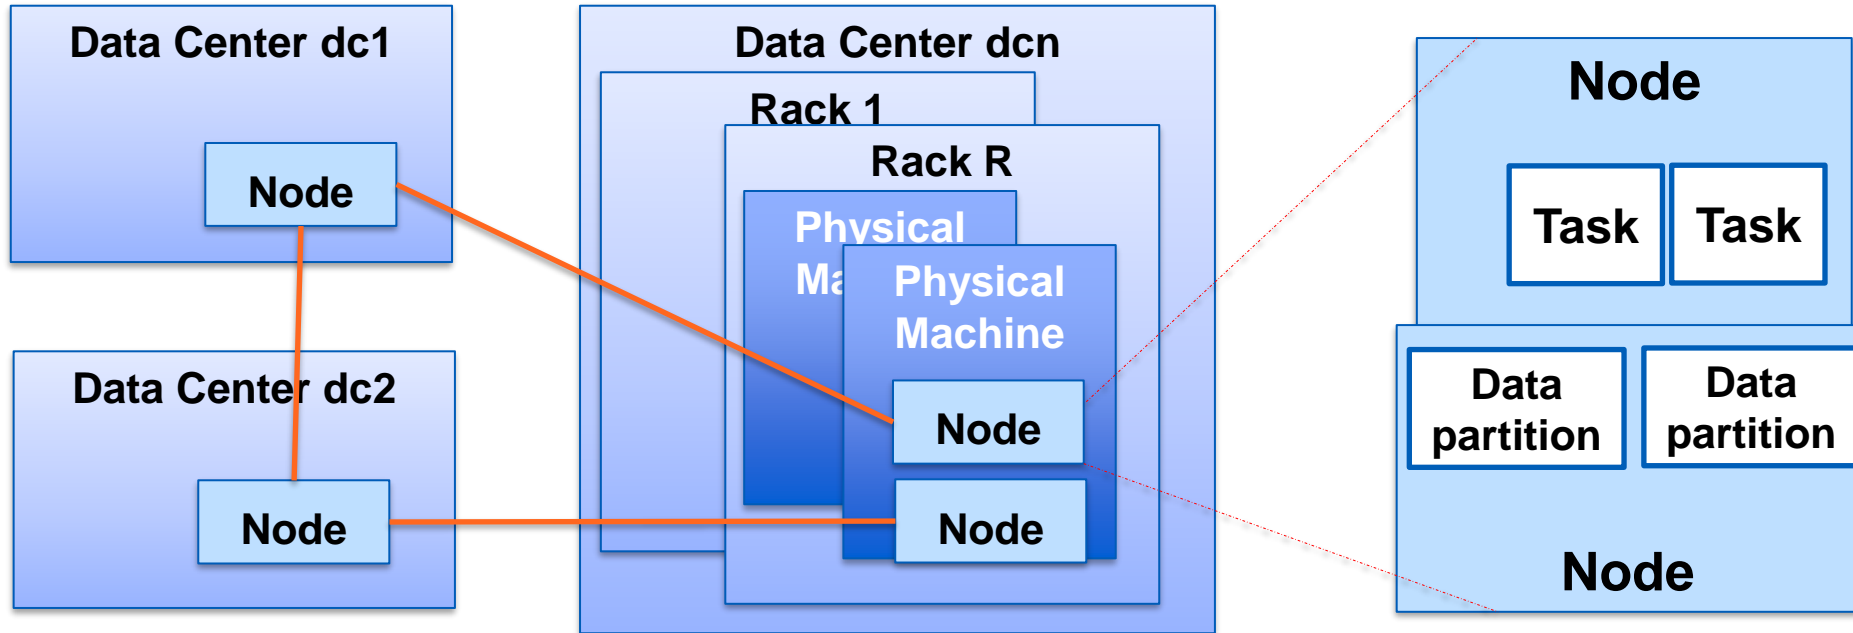 Data Center dc1
Node
Data Center dc2
Node
Data Center dcn
Rack 1
Rack R
Physical
Physical
Machine
Node
Node
Node
Task
Task
Data
partition
Data
partition
Node